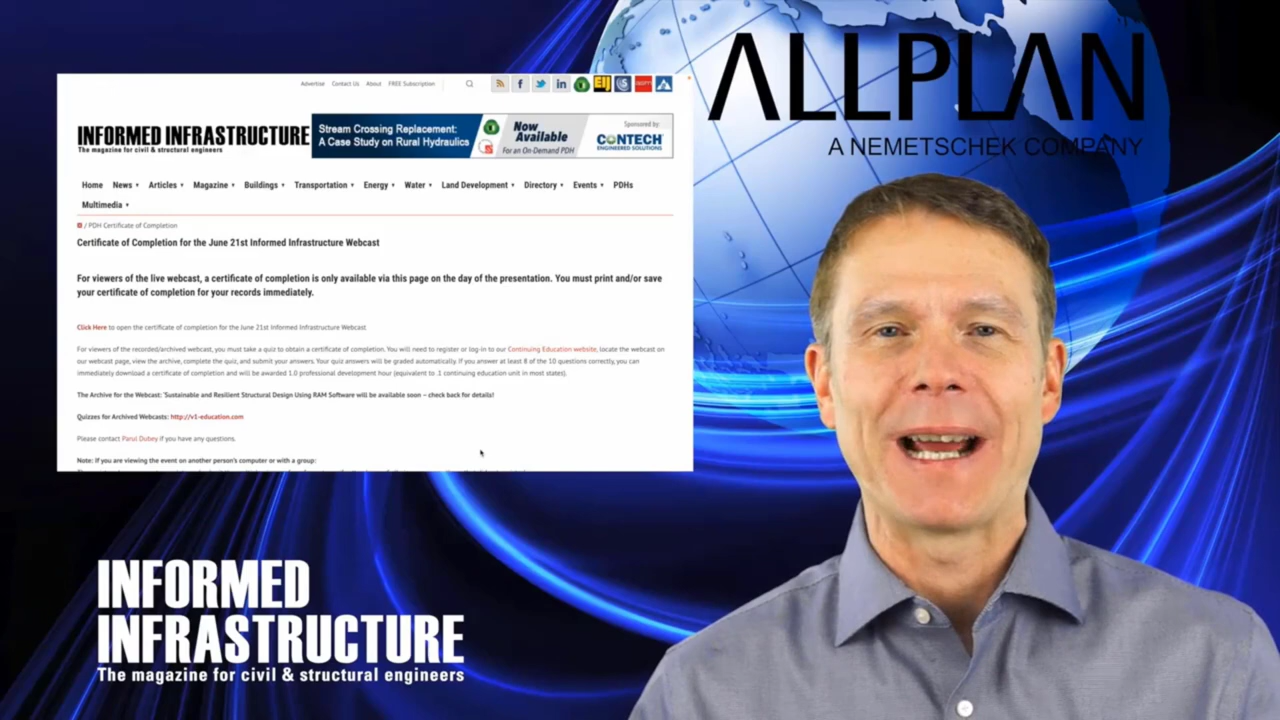 ALLPLAN
A NEMETSCHEK COMPANY
Advertise Contact Us About FREE Subscription
INFORMED INFRASTRUCTURE
The magazine for civil & structural engineers
Stream Crossing Replacement:
A Case Study on Rural Hydraulics
Now
Available
For an On-Demand PDH
Sponsored by:
CONTECH
ENGINEERED SOLUTIONS
Home News Articles Magazine Buildings Transportation Energy Water Land Development Directory Events PDHs
Multimedia
/ PDH Certificate of Completion
Certificate of Completion for the June 21st Informed Infrastructure Webcast
For viewers of the live webcast, a certificate of completion is only available via this page on the day of the presentation. You must print and/or save
your certificate of completion for your records immediately.
Click Here to open the certificate of completion for the June 21st Informed Infrastructure Webcast.
For viewers of the recorded/archived webcast, you must take a quiz to obtain a certificate of completion. You will need to register or log-in to our Continuing Education website, locate the webcast on
our webcast page, view the archive, complete the quiz, and submit your answers. Your quiz answers will be graded automatically. If you answer at least 8 of the 10 questions correctly, you can
immediately download a certificate of completion and will be awarded 1.0 professional development hour (equivalent to .1 continuing education unit in most states).
The Archive for the Webcast: 'Sustainable and Resilient Structural Design Using RAM Software will be available soon – check back for details!
Quizzes for Archived Webcasts: http://v1-education.com
Please contact Parul Dubey if you have any questions.
Note: If you are viewing the event on another person's computer or with a group:
INFORMED
INFRASTRUCTURE
The magazine for civil & structural engineers